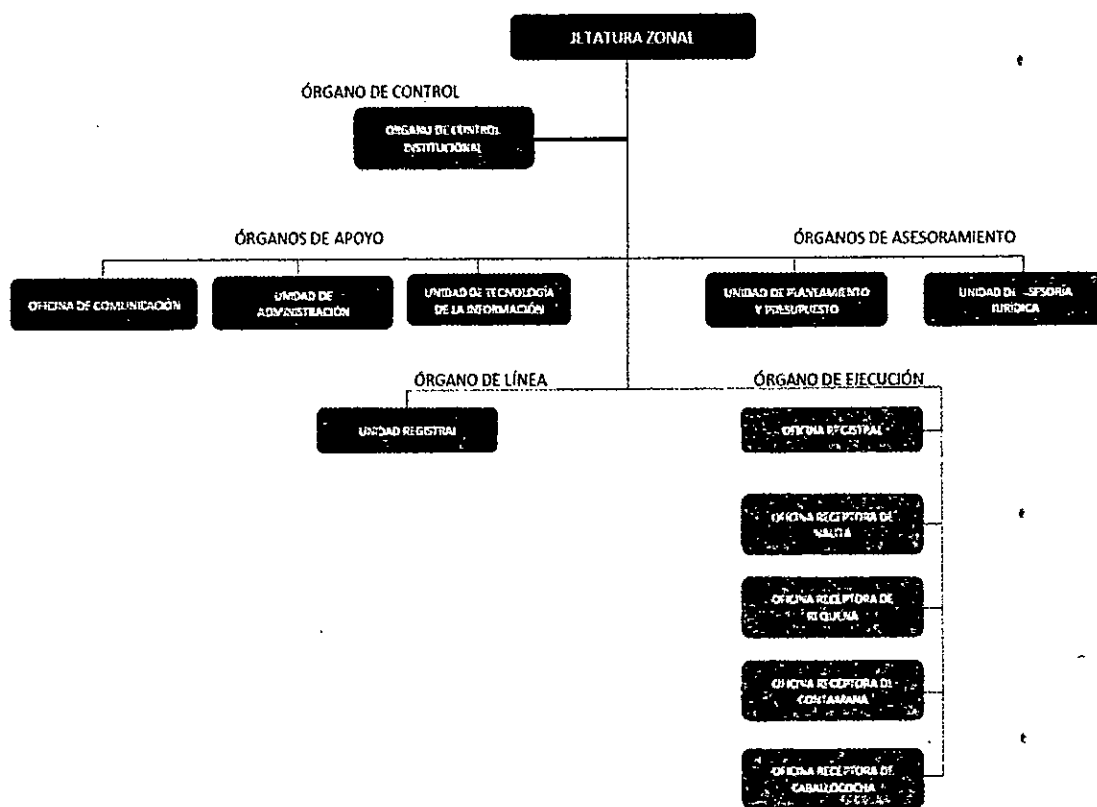 JEFATURA ZONAL
ÓRGANO DE CONTROL
ORGANO DE CONTROL
INSTITUCIONAL
ÓRGANOS DE APOYO
ÓRGANOS DE ASESORAMIENTO
OFICINA DE COMUNICACIÓN
UNIDAD DE
ADMINISTRACIÓN
UNIDAD DE TECNOLOGÍA
DE LA INFORMACIÓN
UNIDAD DE PLANEAMIENTO
Y PRESUPUESTO
UNIDAD DE ASESORIA
JURÍDICA
ÓRGANO DE LÍNEA
ÓRGANO DE EJECUCIÓN
UNIDAD REGISTRAL
OFICINA REGISTRAL
OFICINA RECEPTORA DE
NAUTA
OFICINA RECEPTORA DE
REQUENA
OFICINA RECEPTORA DE
CONTAMANA
OFICINA RECEPTORA DE
CABALLOCOCHA